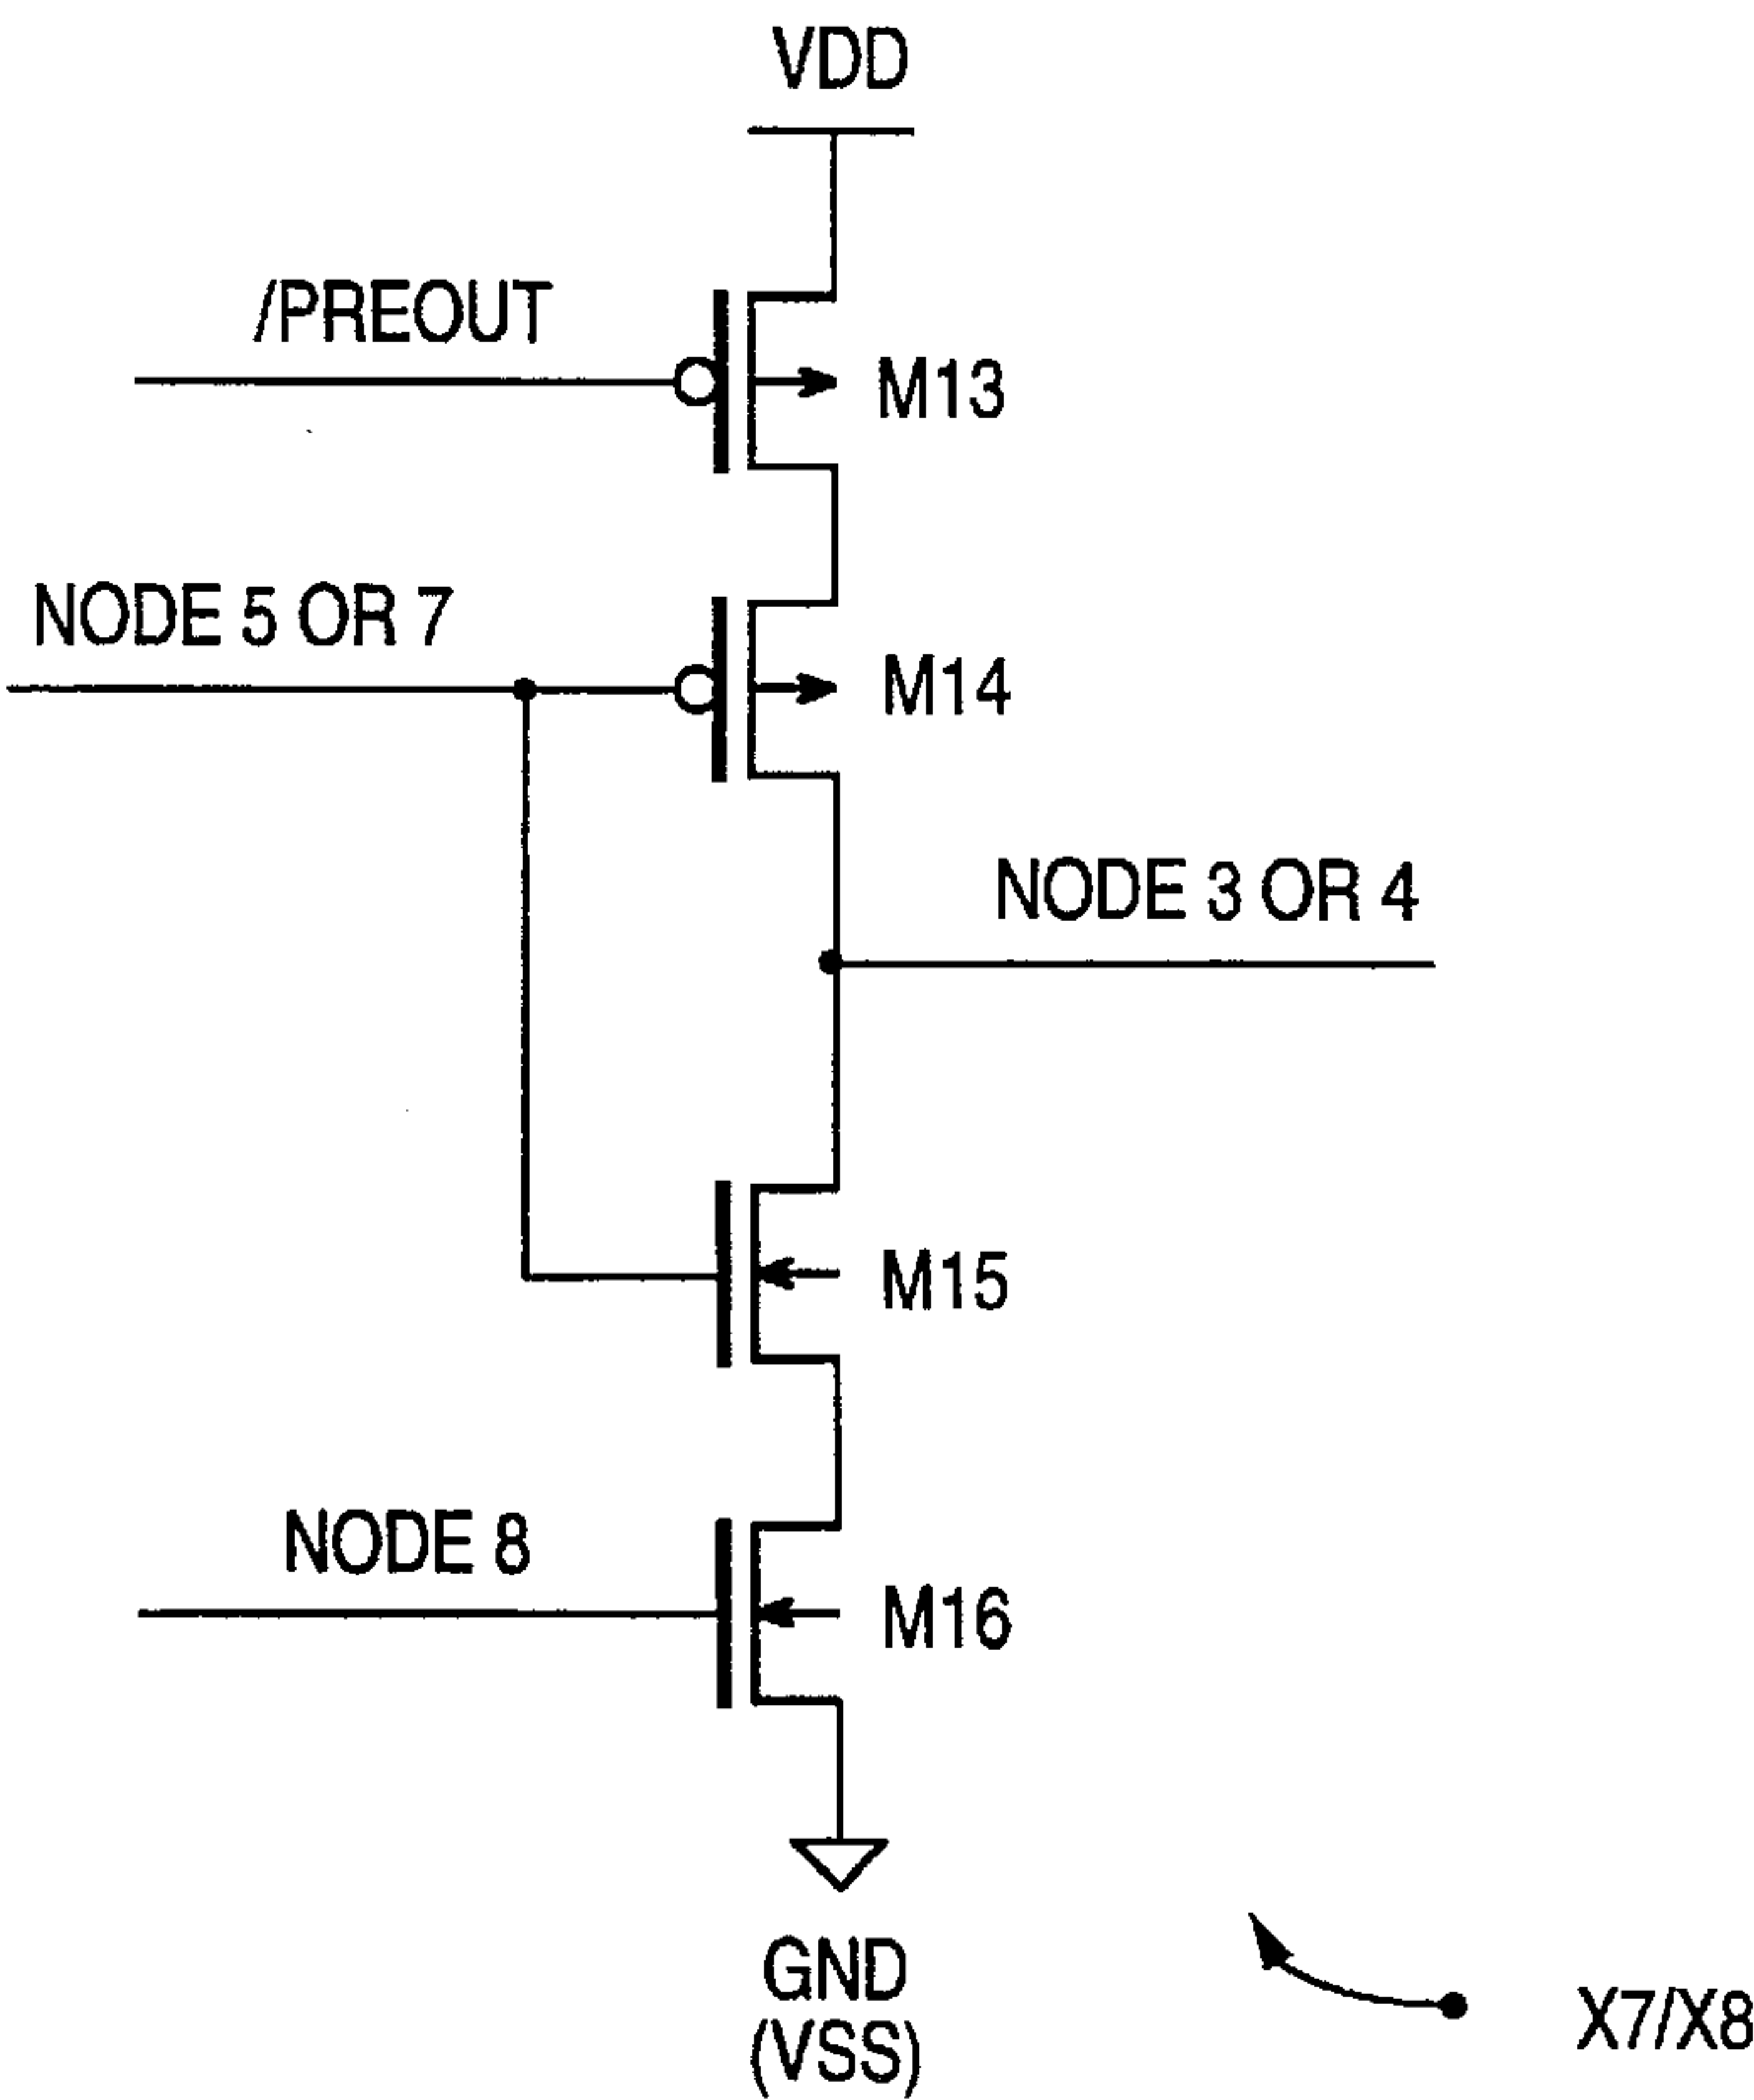 VDD
/PREOUT
M13
NODE 5 OR 7
M14
NODE 3 OR 4
M15
NODE 8
M16
GND
(VSS)
X7/X8